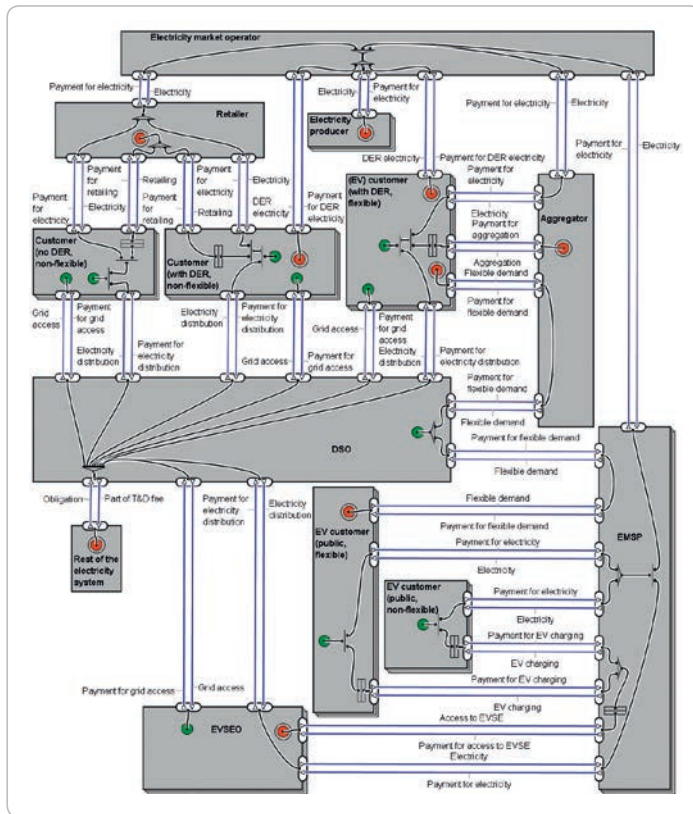 Electricity market operator
Payment for
electricity
Electricity
Electricity
Payment for
electricity
Payment for electricity
Electricity
Payment for
electricity
Electricity
Retailer
Electricity
producer
DER electricity
Payment for DER electricity
Payment
for
electricity
Electricity
Payment
for
retailing
Retailing
Payment
for
retailing
Payment
for
electricity
Retailing
Electricity
DER
electricity
Payment
for DER
electricity
Customer
(no DER,
non-flexible)
Customer
(with DER,
non-flexible)
(EV) customer
(with DER,
flexible)
Payment for
electricity
Electricity
Payment for
aggregation
Aggregation
Flexible demand
Payment for
flexible demand
Aggregator
Grid
access
Payment
for grid
access
Electricity
distribution
Payment for
electricity
distribution
Electricity
distribution
Payment for
electricity
distribution
Grid access
Payment for
grid access
Grid access
Payment
for grid
access
Electricity
distribution
Payment for
electricity distribution
Payment for
flexible demand
Flexible demand
DSO
Payment for flexible demand
Flexible demand
Obligation
Part of T&D fee
Payment for
electricity
distribution
Electricity
distribution
Rest of the
electricity
system
EV customer
(public,
flexible)
Flexible demand
Payment for flexible demand
Payment for electricity
Electricity
EMSP
EV customer
(public,
non-flexible)
Payment for electricity
Electricity
Payment for EV charging
EV charging
Payment for EV charging
EV charging
Payment for grid access
Grid access
EVSEO
Access to EVSE
Payment for access to EVSE
Electricity
Payment for electricity